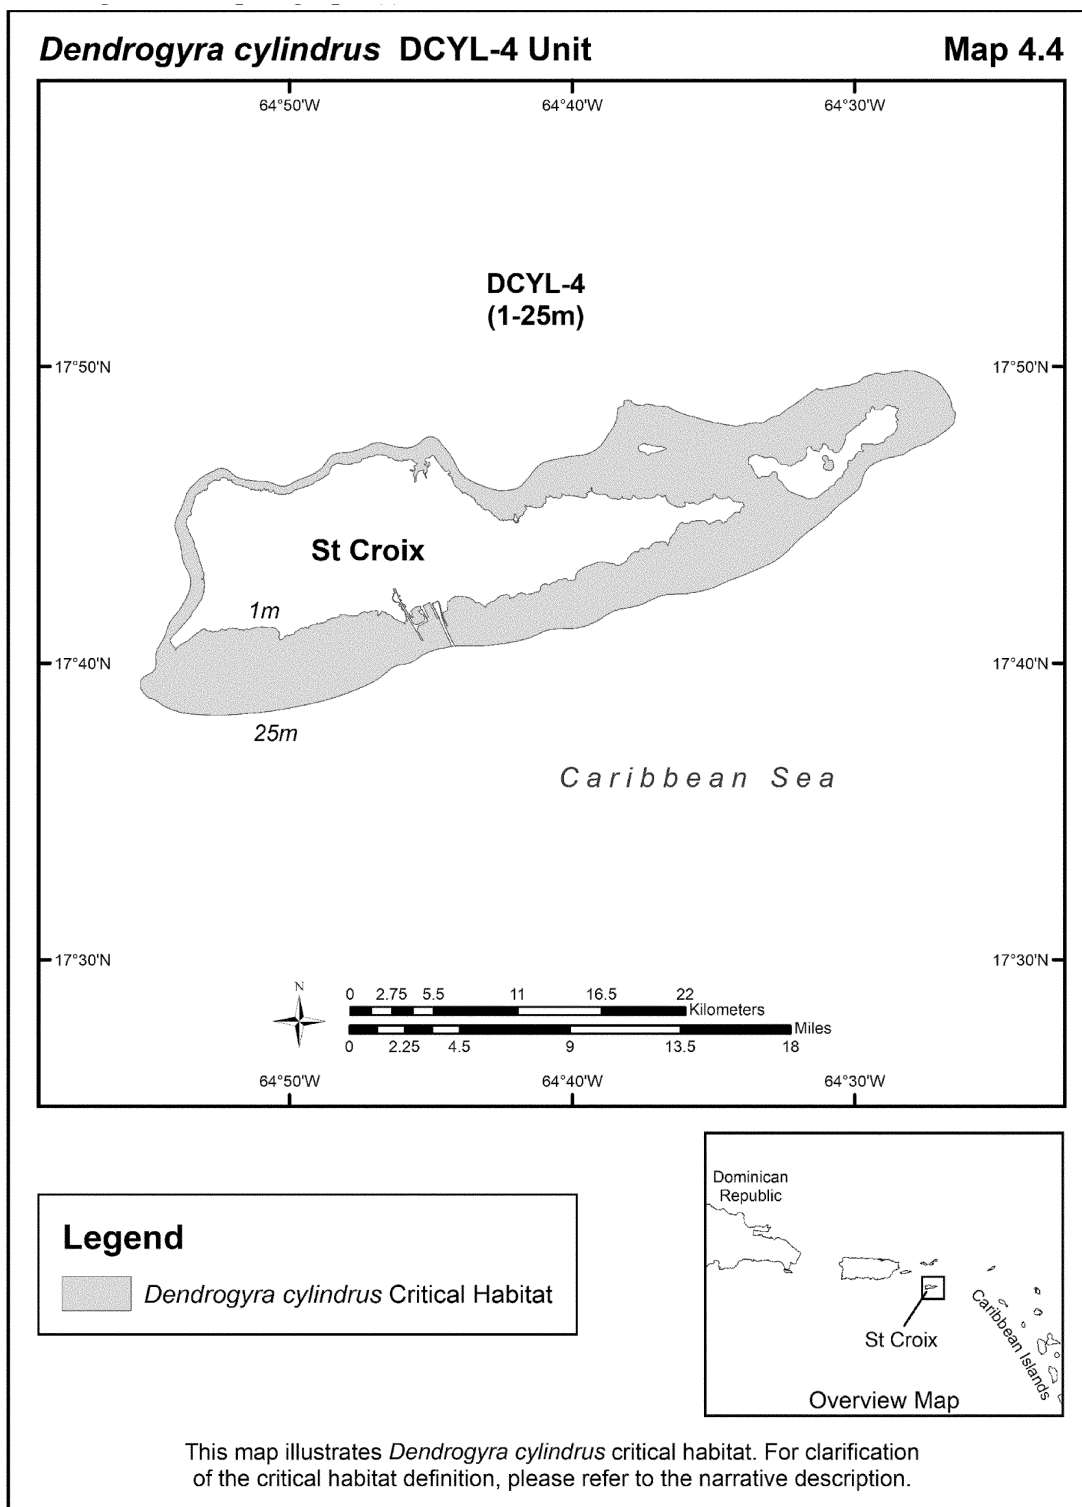 Dendrogyra cylindrus DCYL-4 Unit Map 4.4
64°50'W 64°40'W 64°30'W
DCYL-4
(1-25m)
17°50'N 17°50'N
St Croix
1m
17°40'N 17°40'N
25m
Caribbean Sea
17°30'N 17°30'N
N
0 2.75 5.5 11 16.5 22
Kilometers
Miles
0 2.25 4.5 9 13.5 18
64°50'W 64°40'W 64°30'W
Legend
Dendrogyra cylindrus Critical Habitat
Dominican
Republic
St Croix
Caribbean Islands
Overview Map
This map illustrates Dendrogyra cylindrus critical habitat. For clarification
of the critical habitat definition, please refer to the narrative description.